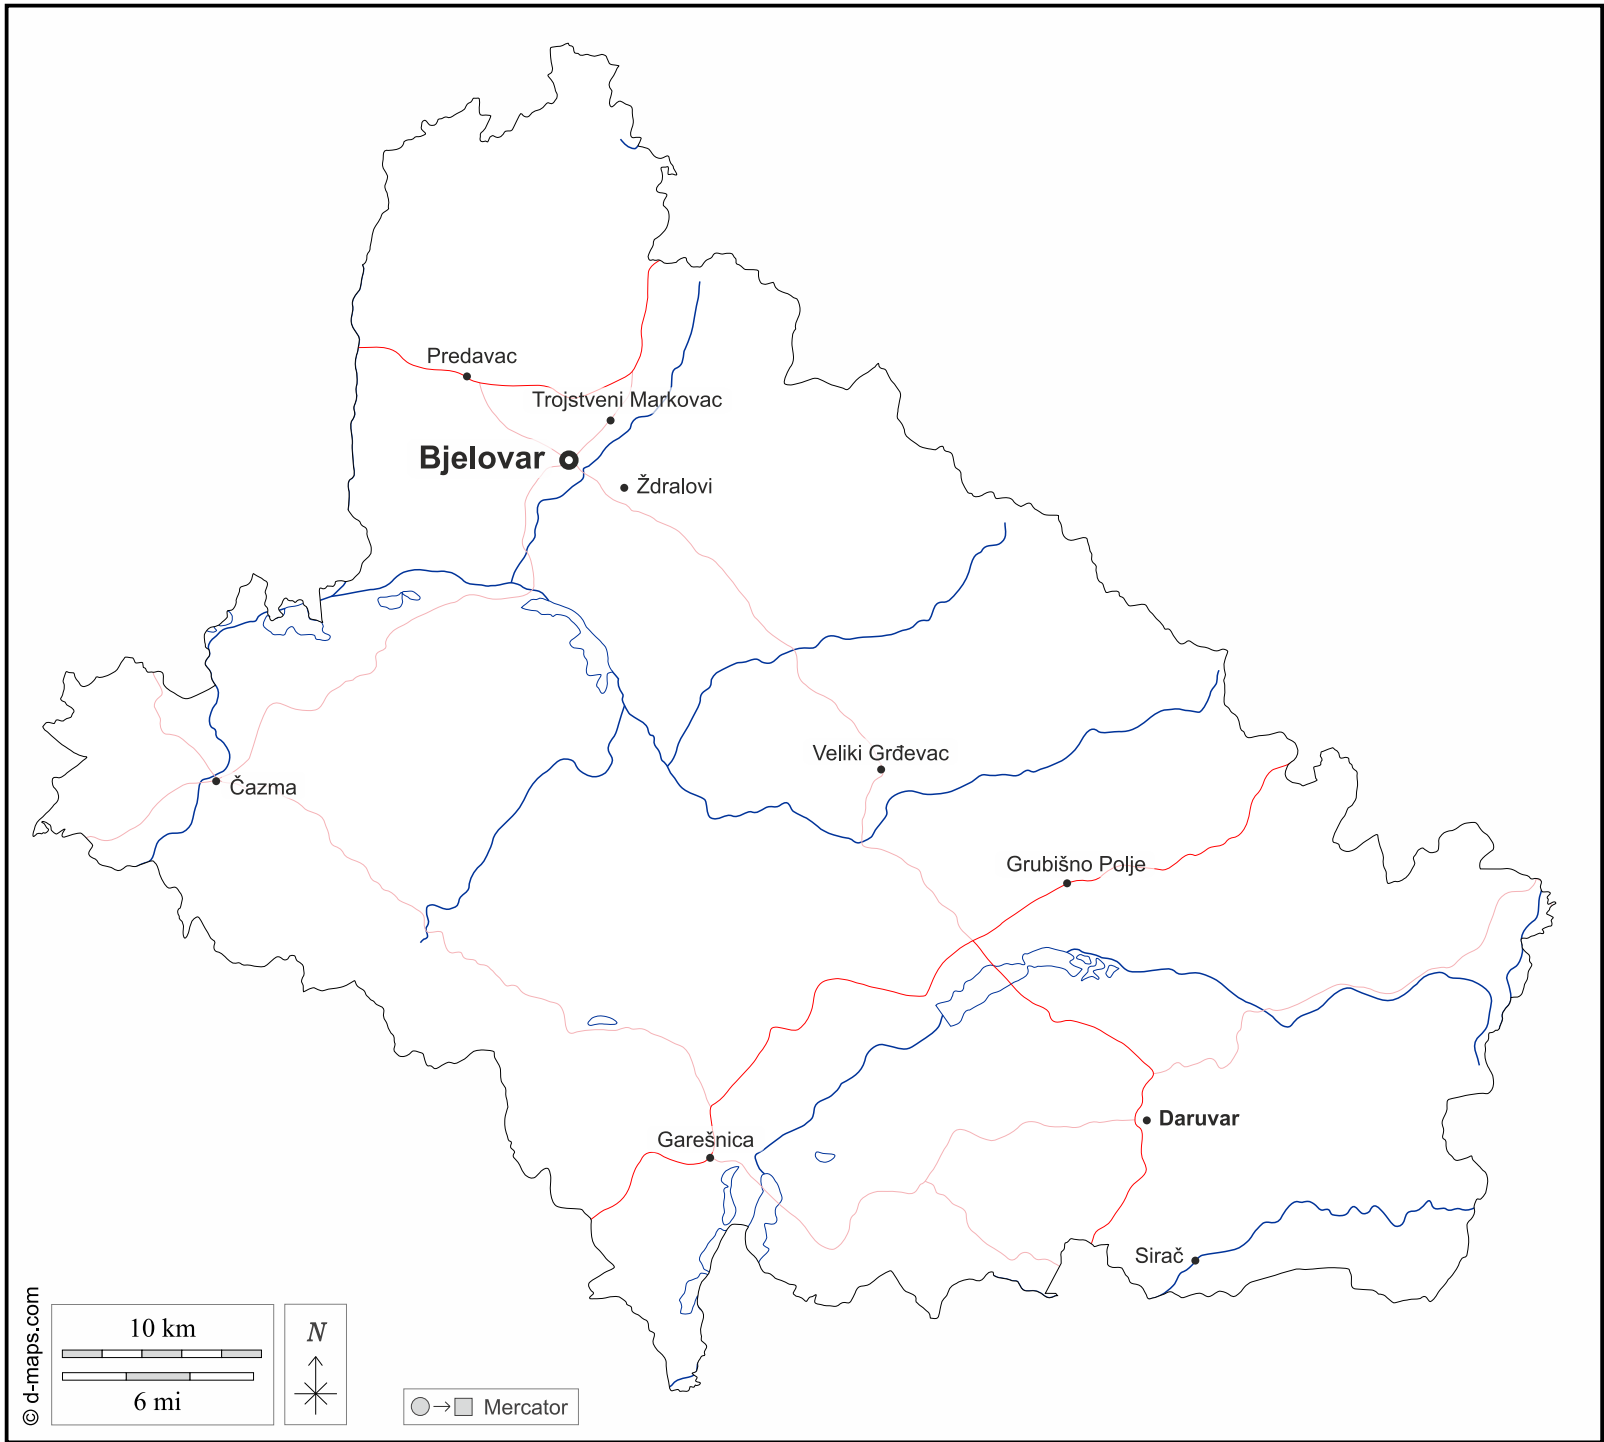 Predavac
Trojstveni Markovac
Bjelovar
Ždralovi
Veliki Grđevac
Čazma
Grubišno Polje
Daruvar
Garešnica
Sirač
© d-maps.com
10 km
6 mi
N
Mercator